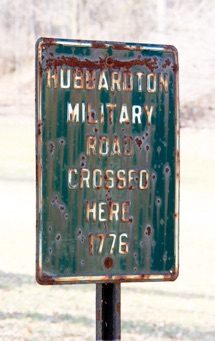 HUBBARDTON
MILITARY
ROAD
CROSSED
HERE
1776